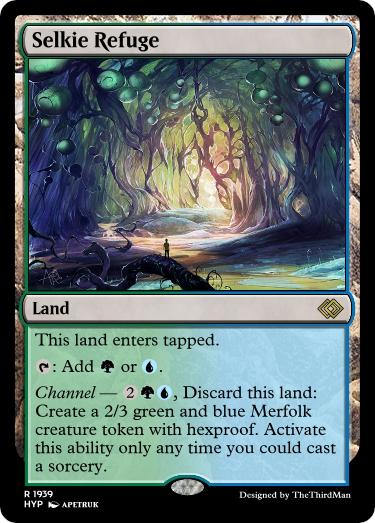 Selkie Refuge
Land
This land enters tapped.
: Add or .
Channel — 2, Discard this land:
Create a 2/3 green and blue Merfolk
creature token with hexproof. Activate
this ability only any time you could cast
a sorcery.
R 1939
Designed by TheThirdMan
HYP APETRUK